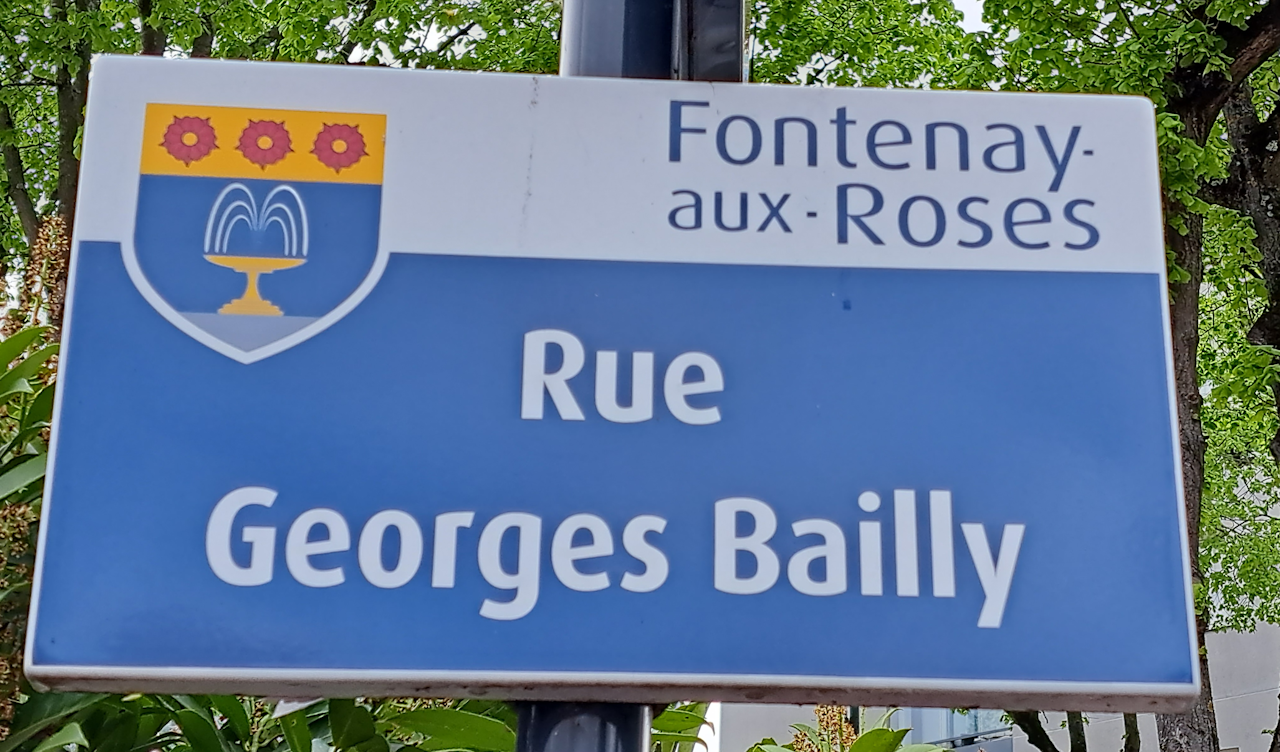 Fontenay-
aux-Roses
Rue
Georges Bailly